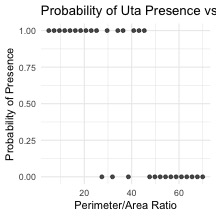 Probability of Uta Presence vs
Probability of Presence
1.00
0.75
0.50
0.25
0.00
20
40
60
Perimeter/Area Ratio